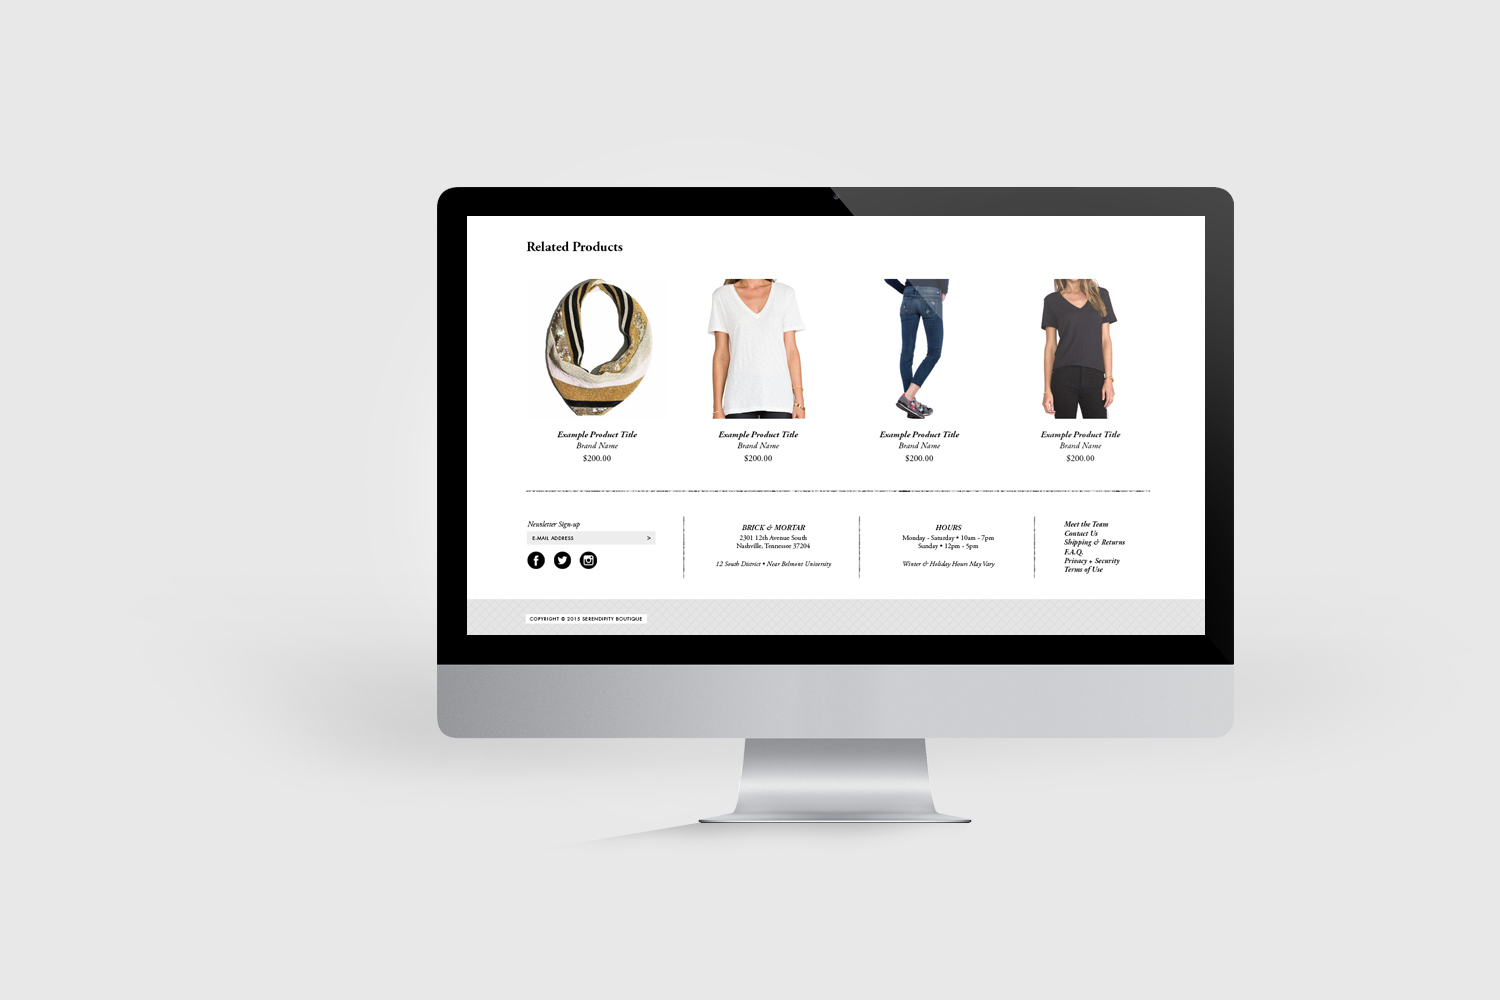 Related Products
Example Product Title
Brand Name
$200.00
Example Product Title
Brand Name
$200.00
Example Product Title
Brand Name
$200.00
Example Product Title
Brand Name
$200.00
Newsletter Sign-up
E-MAIL ADDRESS >
BRICK & MORTAR
2301 12th Avenue South
Nashville, Tennessee 37204
12 South District • Near Belmont University
HOURS
Monday - Saturday • 10am - 7pm
Sunday • 12pm - 5pm
Winter & Holiday Hours May Vary
Meet the Team
Contact Us
Shipping & Returns
F.A.Q.
Privacy + Security
Terms of Use
COPYRIGHT © 2015 SERENDIPITY BOUTIQUE